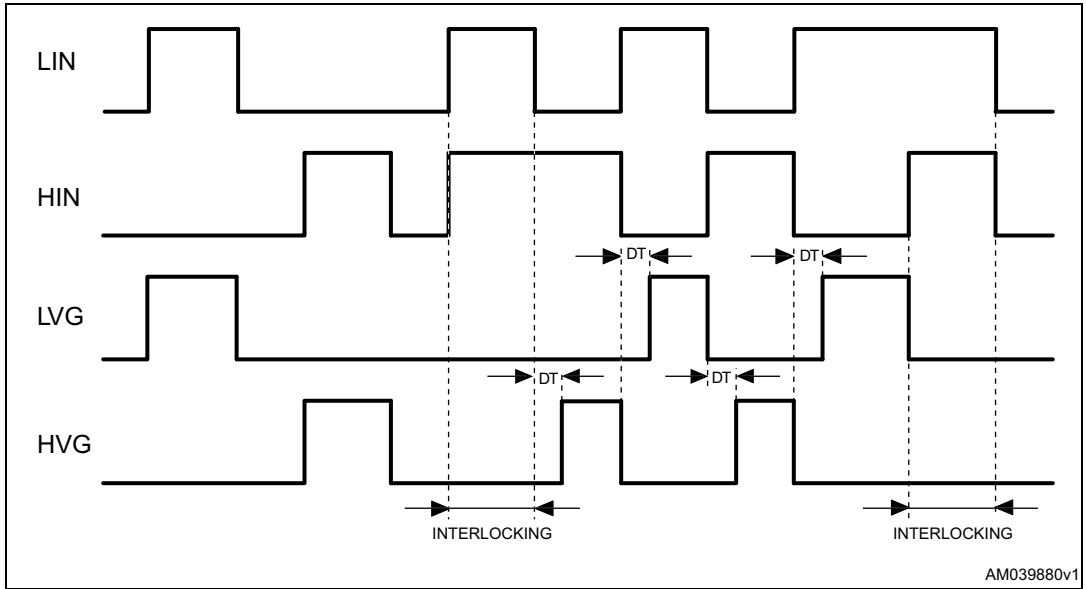 LIN
HIN
DT
DT
LVG
DT
DT
HVG
INTERLOCKING
INTERLOCKING
AM039880v1